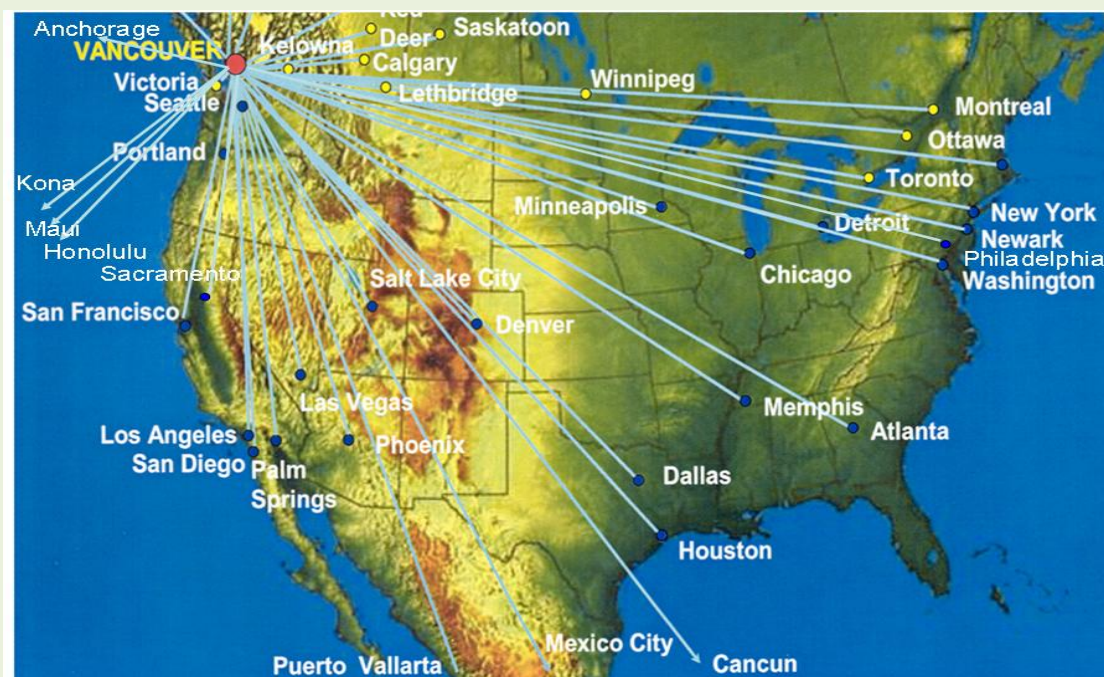 Red
Anchorage
Deer
Saskatoon
VANCOUVER
Kelowna
Calgary
Victoria
Winnipeg
Lethbridge
Seattle
Montreal
Ottawa
Portland
Toronto
Kona
Minneapolis
New York
Maui
Detroit
Newark
Honolulu
Philadelphia
Sacramento
Chicago
Salt Lake City
Washington
San Francisco
Denver
Las Vegas
Memphis
Los Angeles
Phoenix
Atlanta
San Diego
Palm
Springs
Dallas
Houston
Mexico City
Puerto Vallarta
Cancun